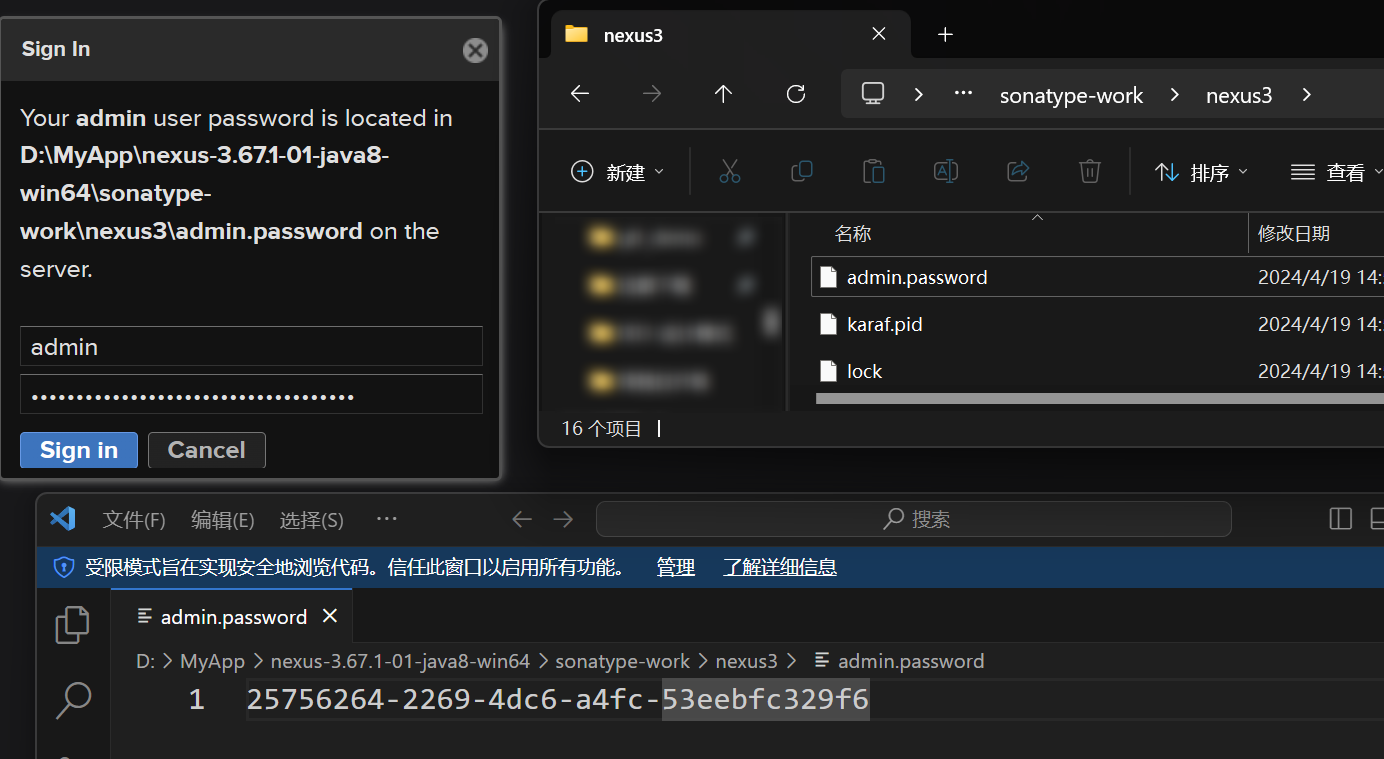 Sign In
Your admin user password is located in
D:\MyApp\nexus-3.67.1-01-java8-
win64\sonatype-
work\nexus3\admin.password on the
server.
admin
••••••••••••••••••••••••••••••••••••
Sign in Cancel
nexus3
··· sonatype-work > nexus3 >
新建 排序 查看
名称 修改日期
admin.password 2024/4/19 14:
karaf.pid 2024/4/19 14:
lock 2024/4/19 14:
16 个项目
文件(F) 编辑(E) 选择(S) ··· 搜索
受限模式旨在实现安全地浏览代码。信任此窗口以启用所有功能。 管理 了解详细信息
admin.password
D: > MyApp > nexus-3.67.1-01-java8-win64 > sonatype-work > nexus3 > admin.password
1 25756264-2269-4dc6-a4fc-53eebfc329f6